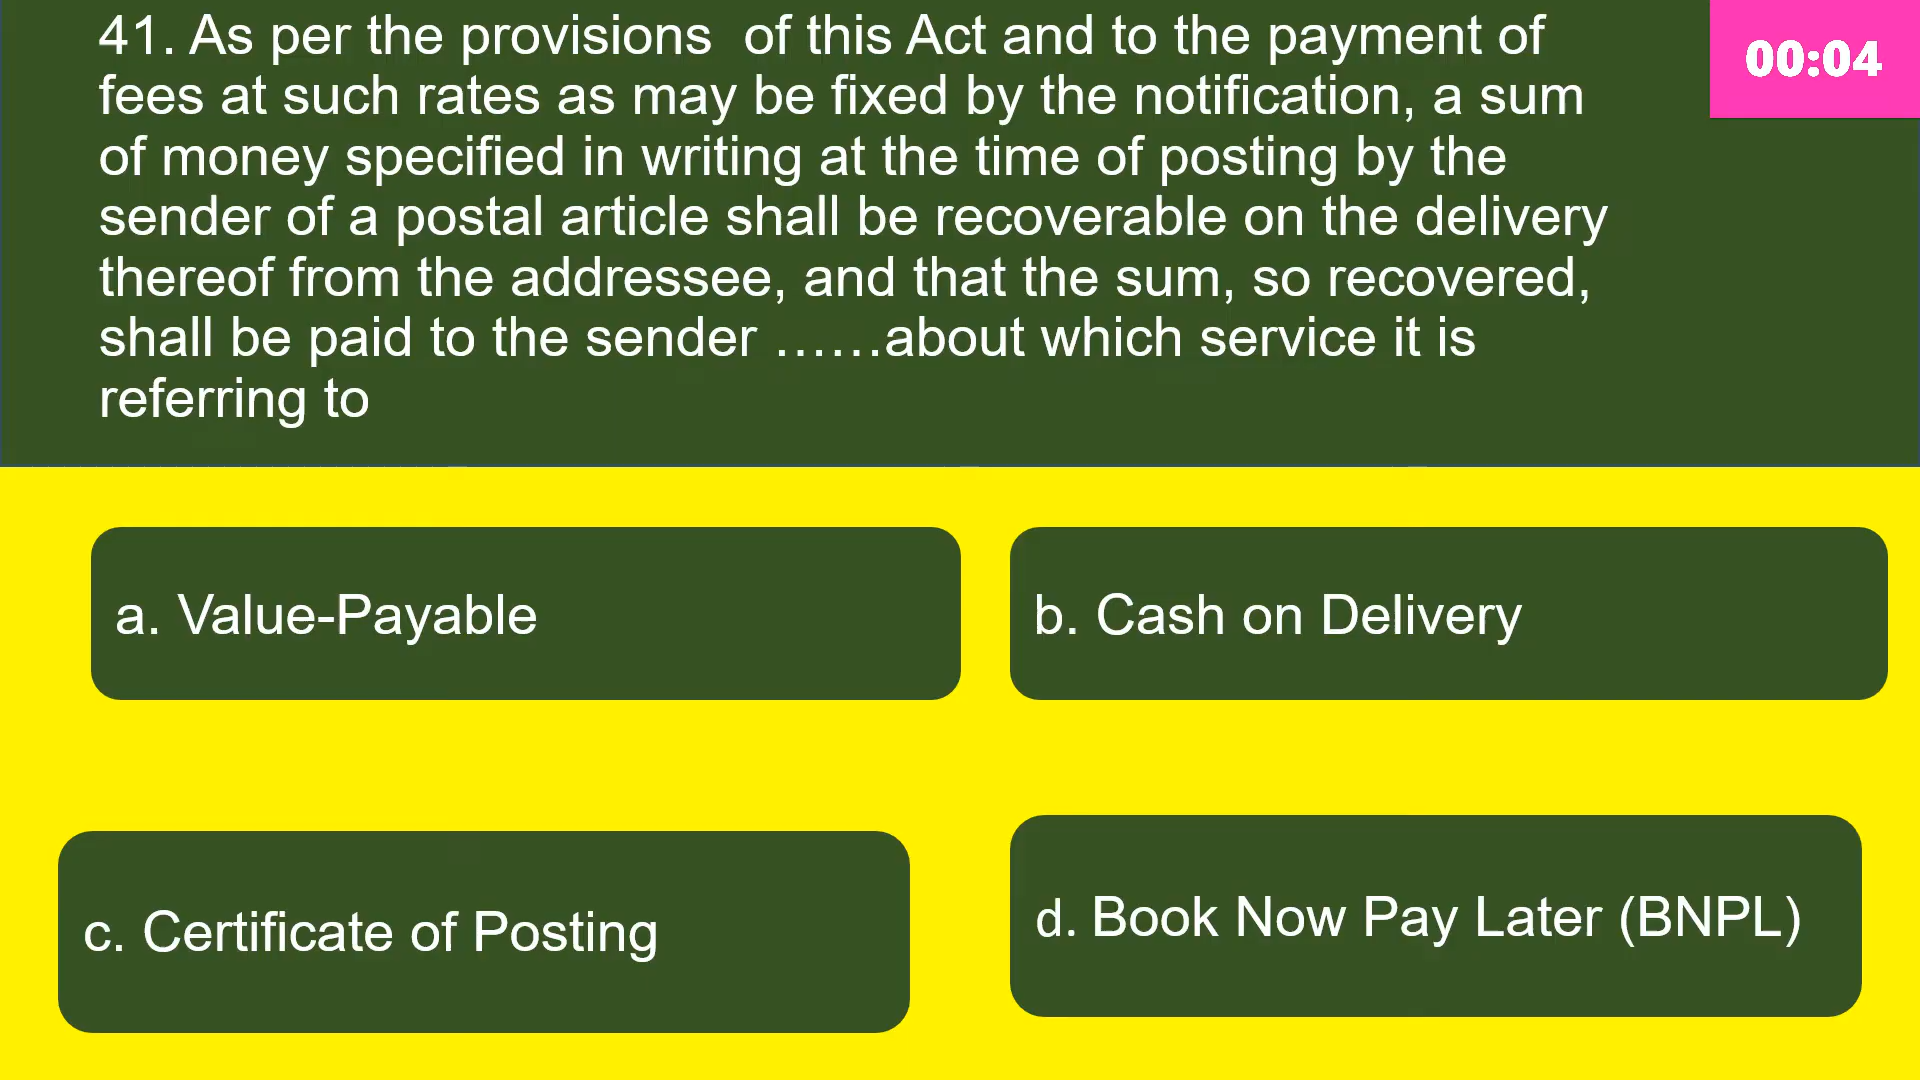 41. As per the provisions  of this Act and to the payment of
fees at such rates as may be fixed by the notification, a sum
of money specified in writing at the time of posting by the
sender of a postal article shall be recoverable on the delivery
thereof from the addressee, and that the sum, so recovered,
shall be paid to the sender ……about which service it is
referring to
00:04
a. Value-Payable
b. Cash on Delivery
c. Certificate of Posting
d. Book Now Pay Later (BNPL)